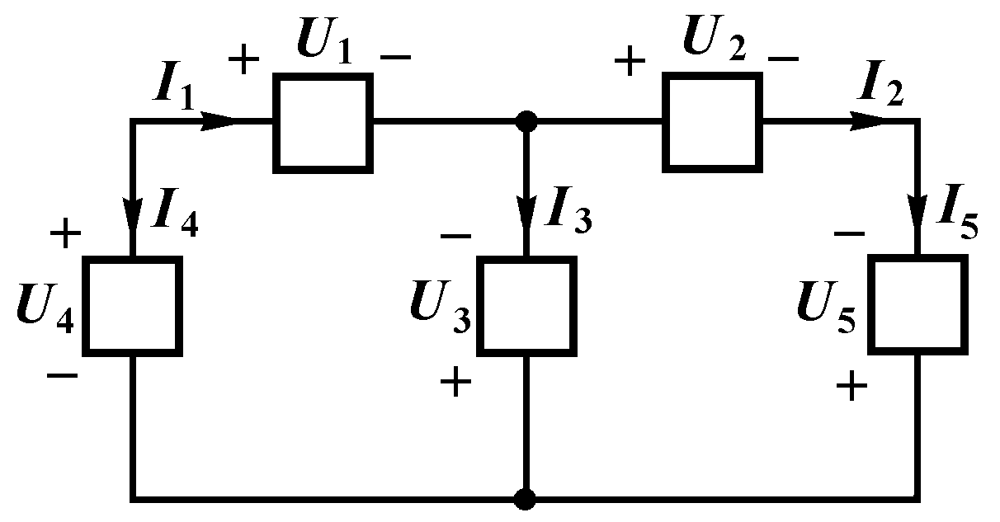 + U1 − + U2 −
I1 I2
+ I4 − I3 − I5
U4 U3 U5
− + +